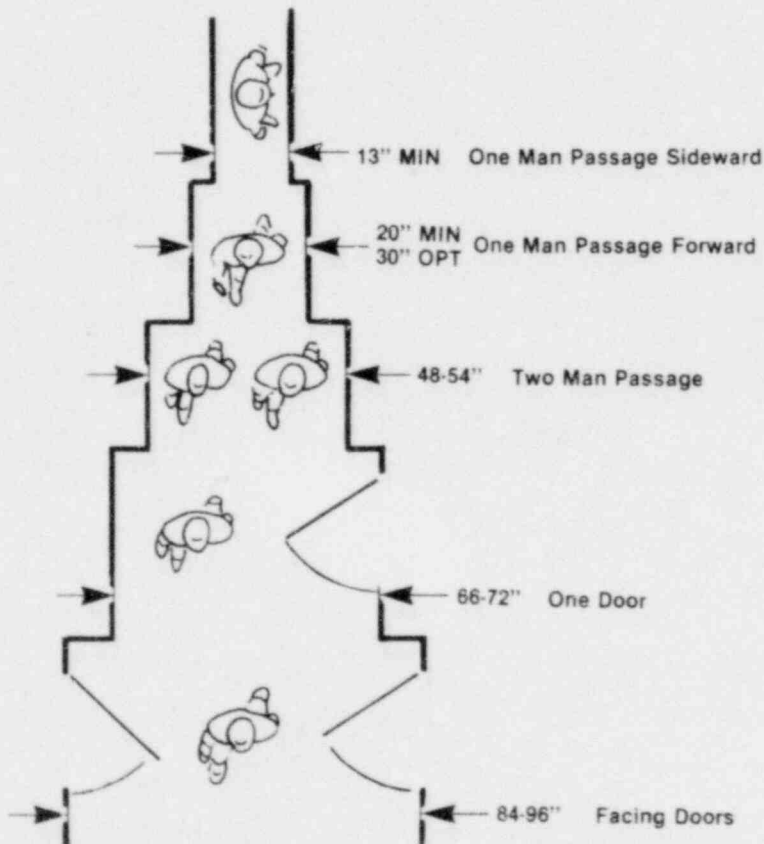 13" MIN One Man Passage Sideward
20" MIN
30" OPT One Man Passage Forward
48-54" Two Man Passage
66-72" One Door
84-96" Facing Doors